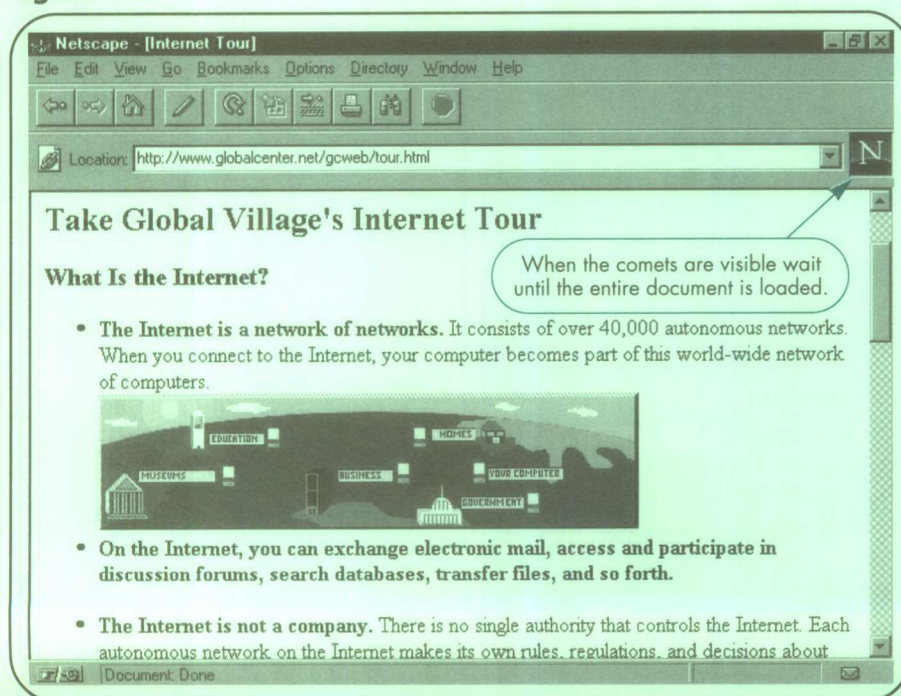 Netscape - [Internet Tour]
File Edit View Go Bookmarks Options Directory Window Help
Location: http://www.globalcenter.net/gcweb/tour.html
N
Take Global Village's Internet Tour
When the comets are visible wait
until the entire document is loaded.
What Is the Internet?
• The Internet is a network of networks. It consists of over 40,000 autonomous networks.
When you connect to the Internet, your computer becomes part of this world-wide network
of computers.
EDUCATION
HOMES
MUSEUMS
BUSINESS
YOUR COMPUTER
GOVERNMENT
• On the Internet, you can exchange electronic mail, access and participate in
discussion forums, search databases, transfer files, and so forth.
• The Internet is not a company. There is no single authority that controls the Internet. Each
autonomous network on the Internet makes its own rules, regulations, and decisions about
Document: Done